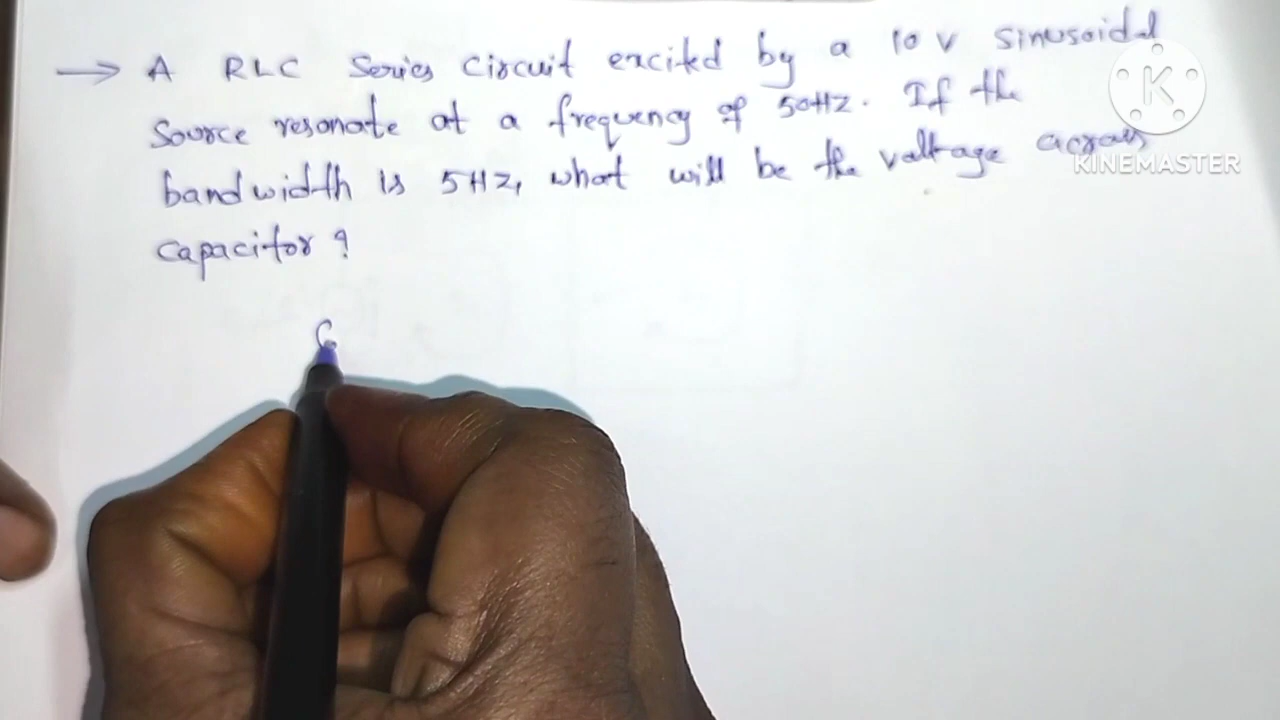 → A RLC Series circuit excited by a 10 V sinusoidal
Source resonate at a frequency of 50HZ. If the
bandwidth is 5HZ, what will be the voltage across
capacitor ?
K
KINEMASTER